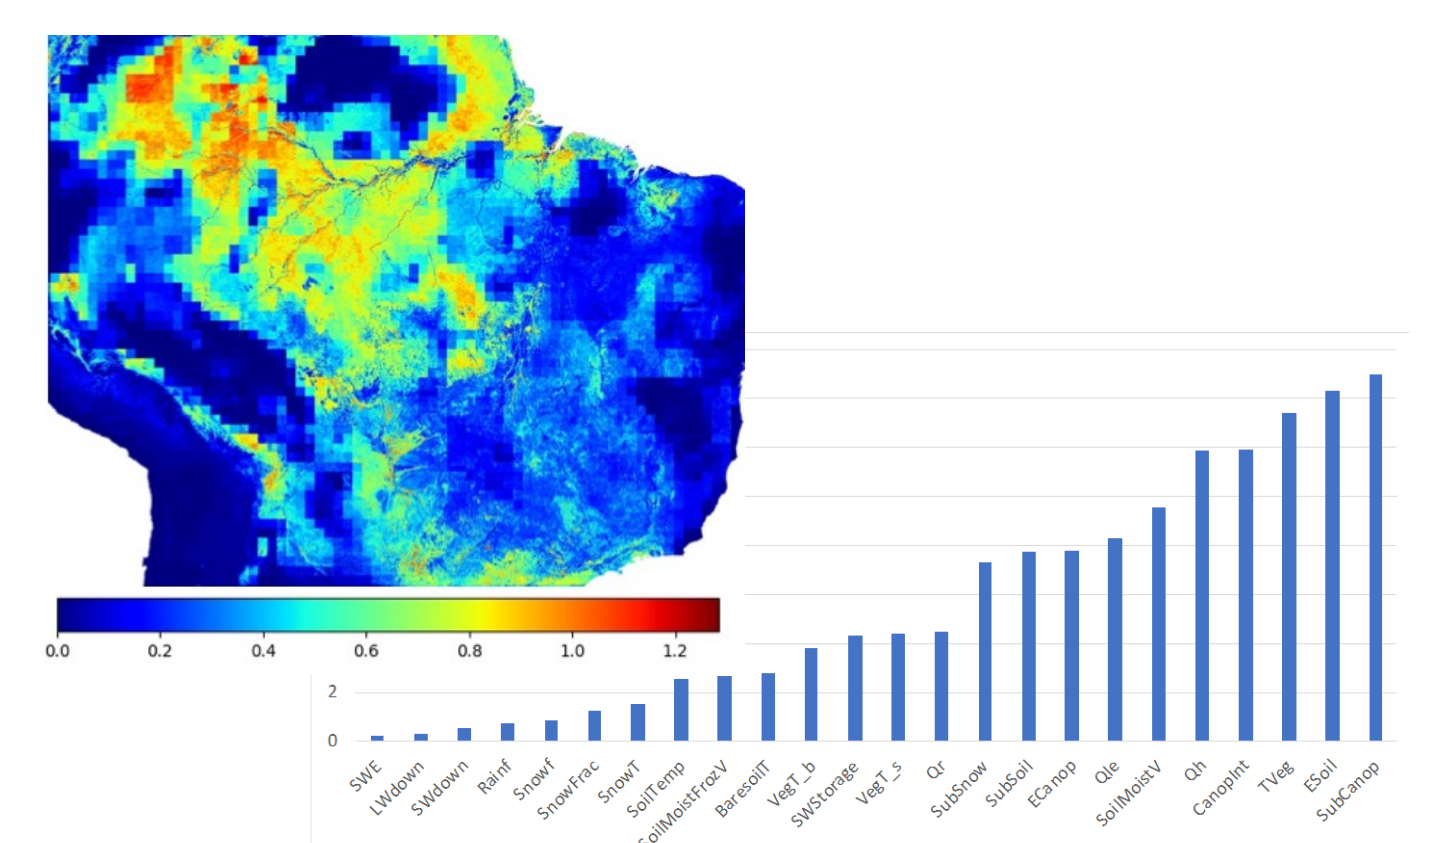 0.0 0.2 0.4 0.6 0.8 1.0 1.2
2
0
SWE
LWdown
SWdown
Rainf
Snowf
SnowFrac
SnowT
SoilTemp
SoilMoistFrozV
BaresoilT
VegT_b
SWStorage
VegT_s
Qr
SubSnow
SubSoil
ECanop
Qle
SoilMoistV
Qh
CanopInt
TVeg
ESoil
SubCanop